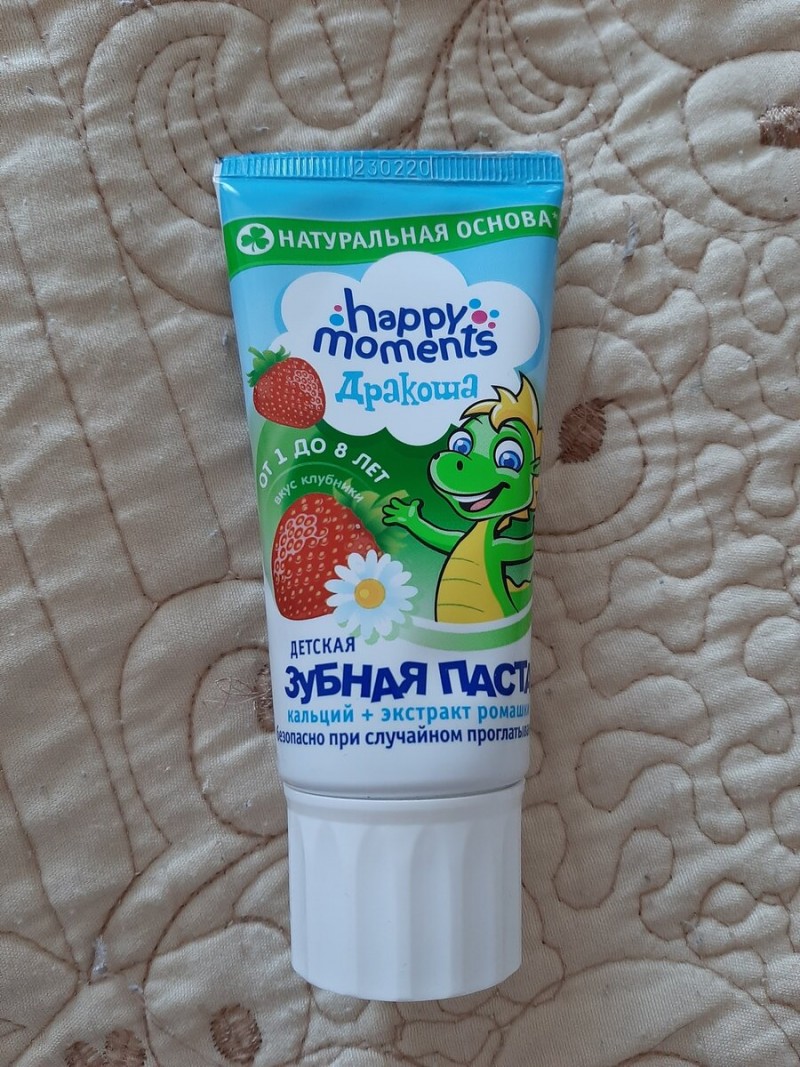 230220
НАТУРАЛЬНАЯ ОСНОВА*
happy
moments
Дракоша
ОТ 1 ДО 8 ЛЕТ
вкус клубники
ДЕТСКАЯ
ЗУБНАЯ ПАСТА
кальций + экстракт ромашки
безопасно при случайном